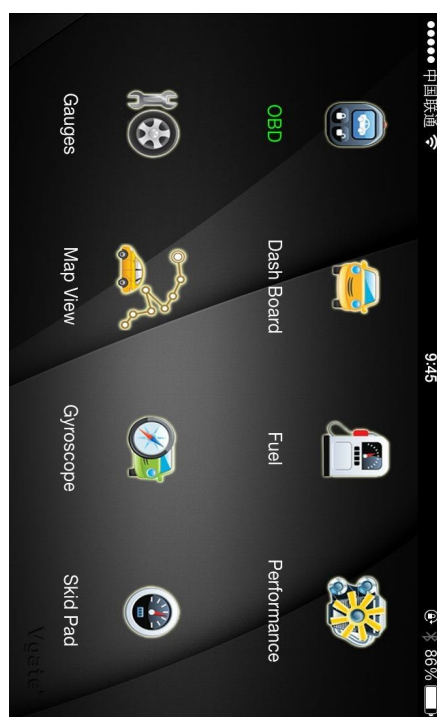 中国联通
9:45
86%
OBD
Dash Board
Fuel
Performance
Gauges
Map View
Gyroscope
Skid Pad
Vgate